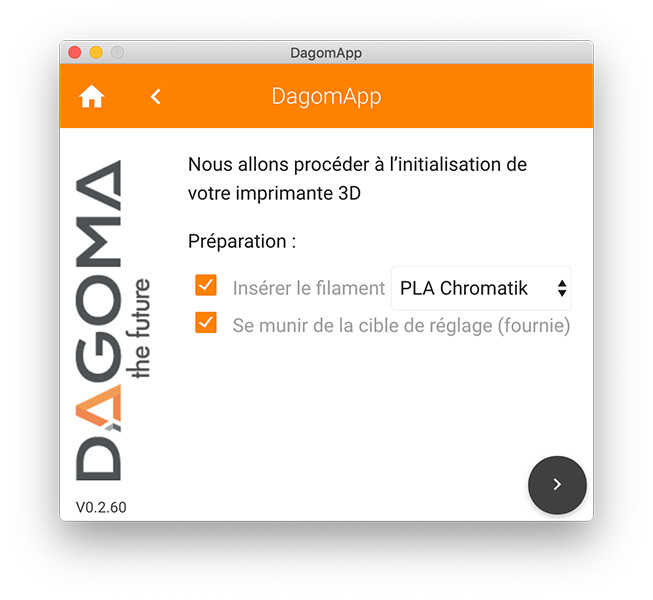 DagomApp
DagomApp
DAGOMA
the future
Nous allons procéder à l’initialisation de
votre imprimante 3D
Préparation :
Insérer le filament PLA Chromatik
Se munir de la cible de réglage (fournie)
V0.2.60